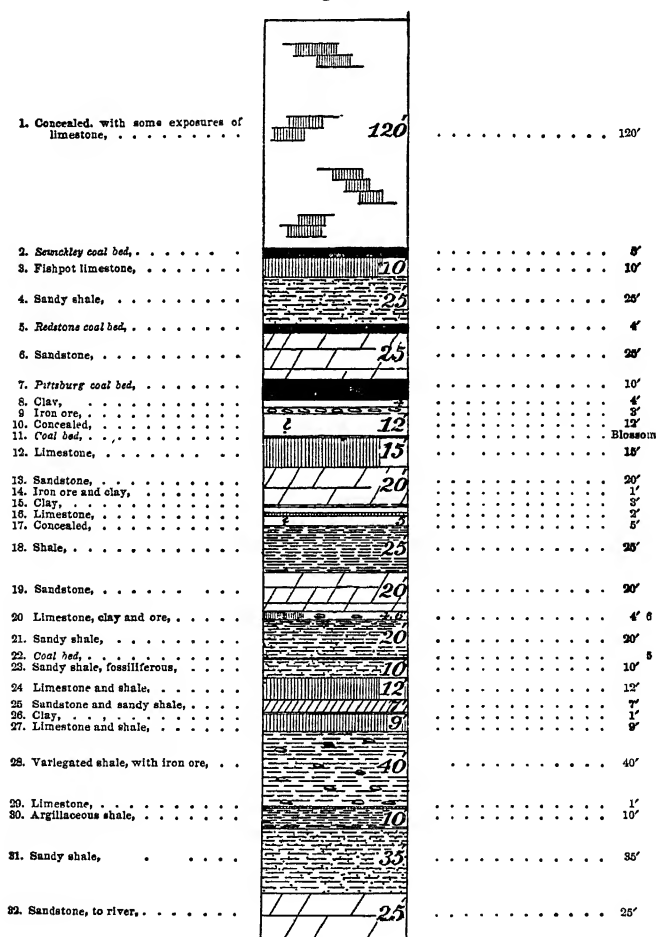 1. Concealed. with some exposures of
limestone, . . . . . . . . . . 120' . . . . . . . . . . . . 120'
2. Sewickley coal bed, . . . . . . . . . . . . . . . . . . 5'
3. Fishpot limestone, . . . . . . 10 . . . . . . . . . . . . 10'
4. Sandy shale, . . . . . . . . 25 . . . . . . . . . . . . 25'
5. Redstone coal bed, . . . . . . . . . . . . . . . . . . 4'
6. Sandstone, . . . . . . . . . 25' . . . . . . . . . . . . 25'
7. Pittsburg coal bed, . . . . . . . . . . . . . . . . . . 10'
8. Clay, . . . . . . . . . . 4 . . . . . . . . . . . . 4'
9 Iron ore, . . . . . . . . . . . . . . . . . . . . . . 3'
10. Concealed, . . . . . . . . ? 12 . . . . . . . . . . . . 12'
11. Coal bed, . . . . . . . . . . . . . . . . . . . . Blossom
12. Limestone, . . . . . . . . 15 . . . . . . . . . . . . 15'
13. Sandstone, . . . . . . . . 20' . . . . . . . . . . . . 20'
14. Iron ore and clay, . . . . . . . . . . . . . . . . . . 1'
15. Clay, . . . . . . . . . . . . . . . . . . . . . . 3'
16. Limestone, . . . . . . . . . . . . . . . . . . . . 2'
17. Concealed, . . . . . . . . ? 5 . . . . . . . . . . . . 5'
18. Shale, . . . . . . . . . . 25 . . . . . . . . . . . . 25'
19. Sandstone, . . . . . . . . 20' . . . . . . . . . . . . 20'
20 Limestone, clay and ore, . . . . . 4.6 . . . . . . . . . . . . 4' 6
21. Sandy shale, . . . . . . . . 20 . . . . . . . . . . . . 20'
22. Coal bed, . . . . . . . . . . . . . . . . . . . . 5
23. Sandy shale, fossiliferous, . . . . . 10 . . . . . . . . . . . . 10'
24 Limestone and shale, . . . . . . 12 . . . . . . . . . . . . 12'
25 Sandstone and sandy shale, . . 7' . . . . . . . . . . . . 7'
26. Clay, . . . . . . . . . . . . . . . . . . . . . . 1'
27. Limestone and shale, . . . . . . 9 . . . . . . . . . . . . 9'
28. Variegated shale, with iron ore, . . 40' . . . . . . . . . . . . 40'
29. Limestone, . . . . . . . . . . . . . . . . . . . . 1'
30. Argillaceous shale, . . . . . . 10 . . . . . . . . . . . . 10'
31. Sandy shale, . . . . . . 35 . . . . . . . . . . . . 35'
32. Sandstone, to river, . . . . . . . 25' . . . . . . . . . . . . 25'